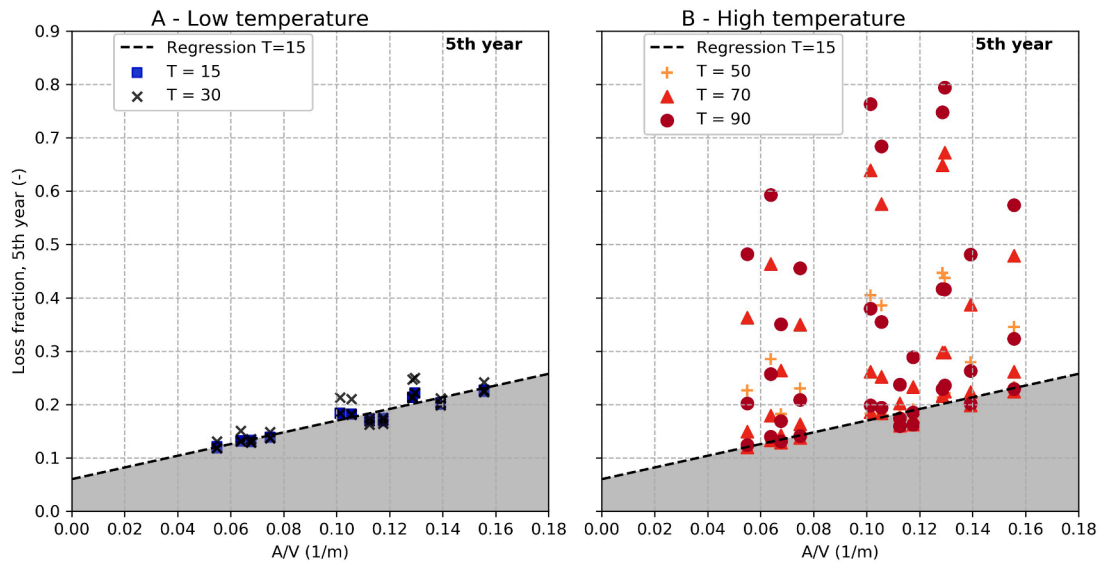 A - Low temperature
5th year
Regression T=15
T = 15
T = 30
Loss fraction, 5th year (-)
0.9
0.8
0.7
0.6
0.5
0.4
0.3
0.2
0.1
0.0
0.00 0.02 0.04 0.06 0.08 0.10 0.12 0.14 0.16 0.18
A/V (1/m)
B - High temperature
5th year
Regression T=15
T = 50
T = 70
T = 90
0.00 0.02 0.04 0.06 0.08 0.10 0.12 0.14 0.16 0.18
A/V (1/m)